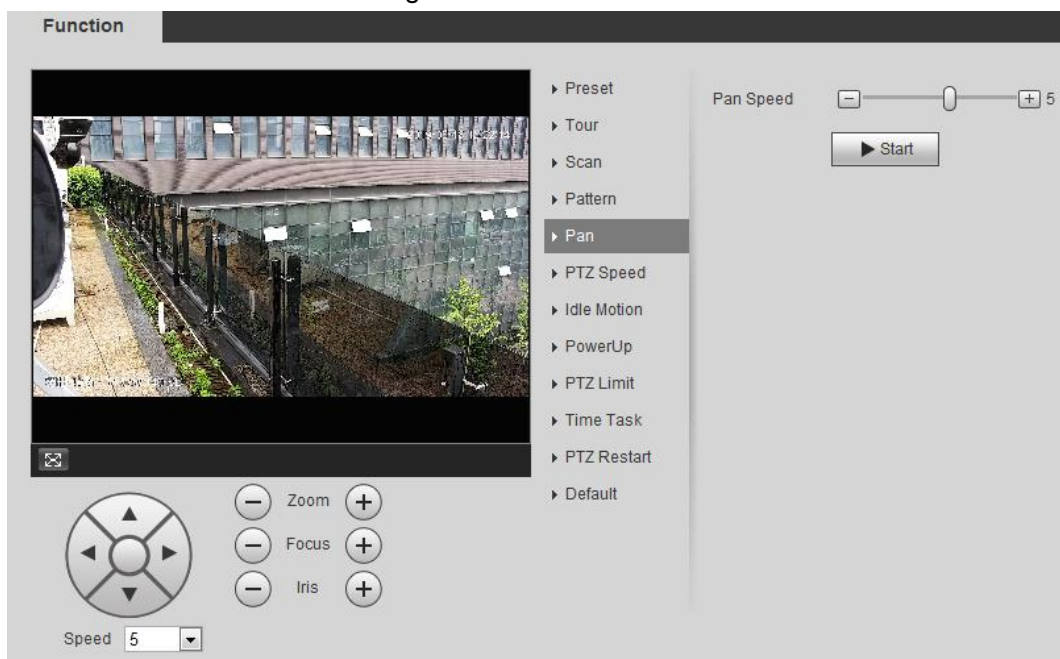 Function
Preset
Tour
Scan
Pattern
Pan
PTZ Speed
Idle Motion
PowerUp
PTZ Limit
Time Task
PTZ Restart
Default
Pan Speed 5
Start
Zoom
Focus
Iris
Speed 5